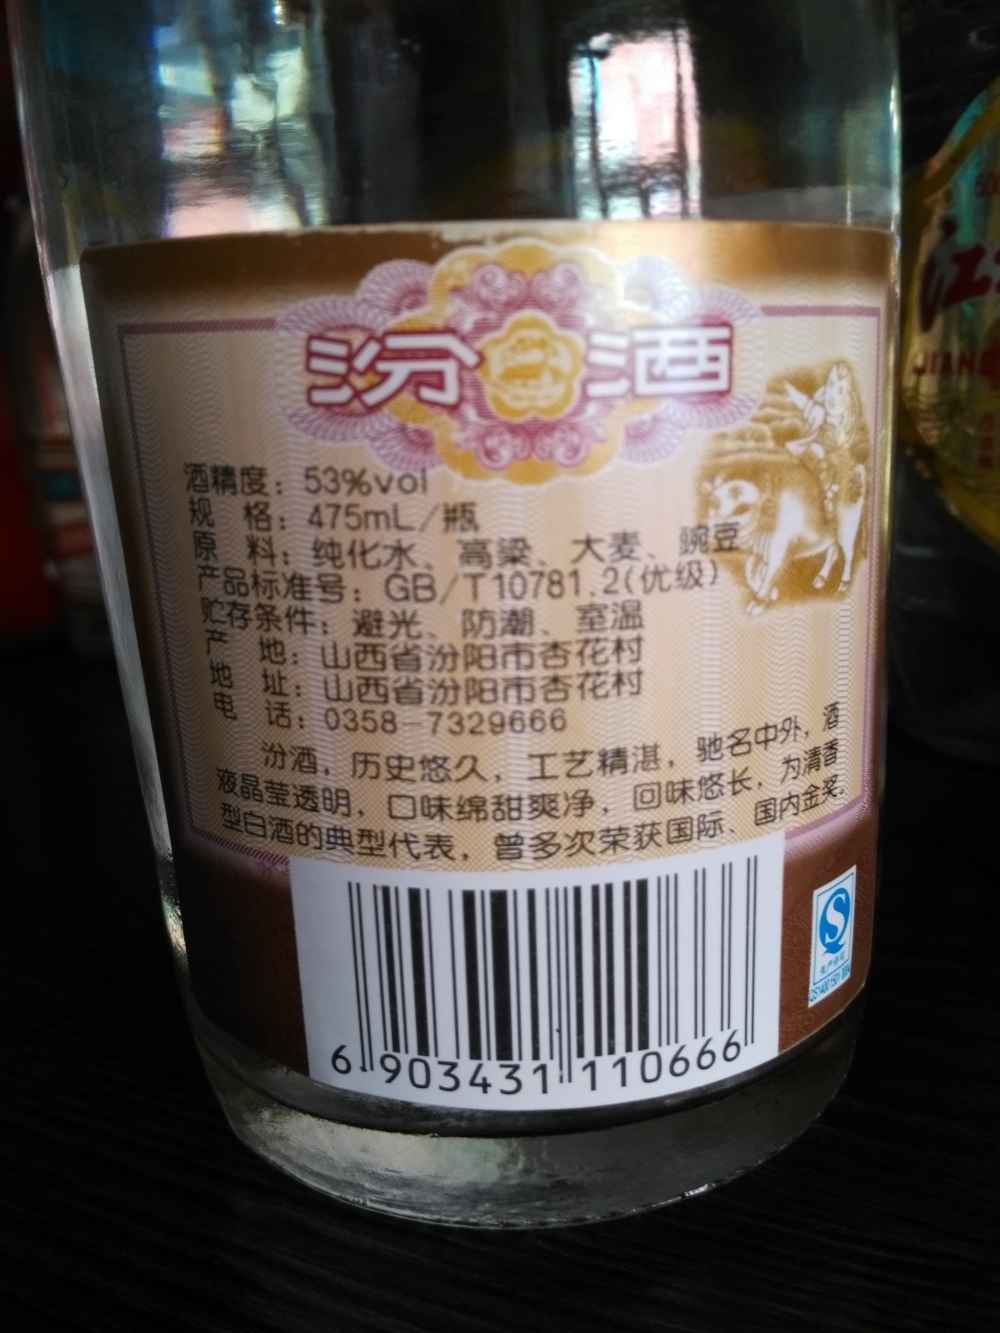 汾酒
酒精度：53%vol
规 格：475mL/瓶
原 料：纯化水、高粱、大麦、豌豆
产品标准号：GB/T10781.2(优级)
贮存条件：避光、防潮、室温
产 地：山西省汾阳市杏花村
地 址：山西省汾阳市杏花村
电 话：0358-7329666
汾酒，历史悠久，工艺精湛，驰名中外，酒
液晶莹透明，口味绵甜爽净，回味悠长，为清香
型白酒的典型代表，曾多次荣获国际、国内金奖。
6 903431 110666
生产许可
江
JIAN